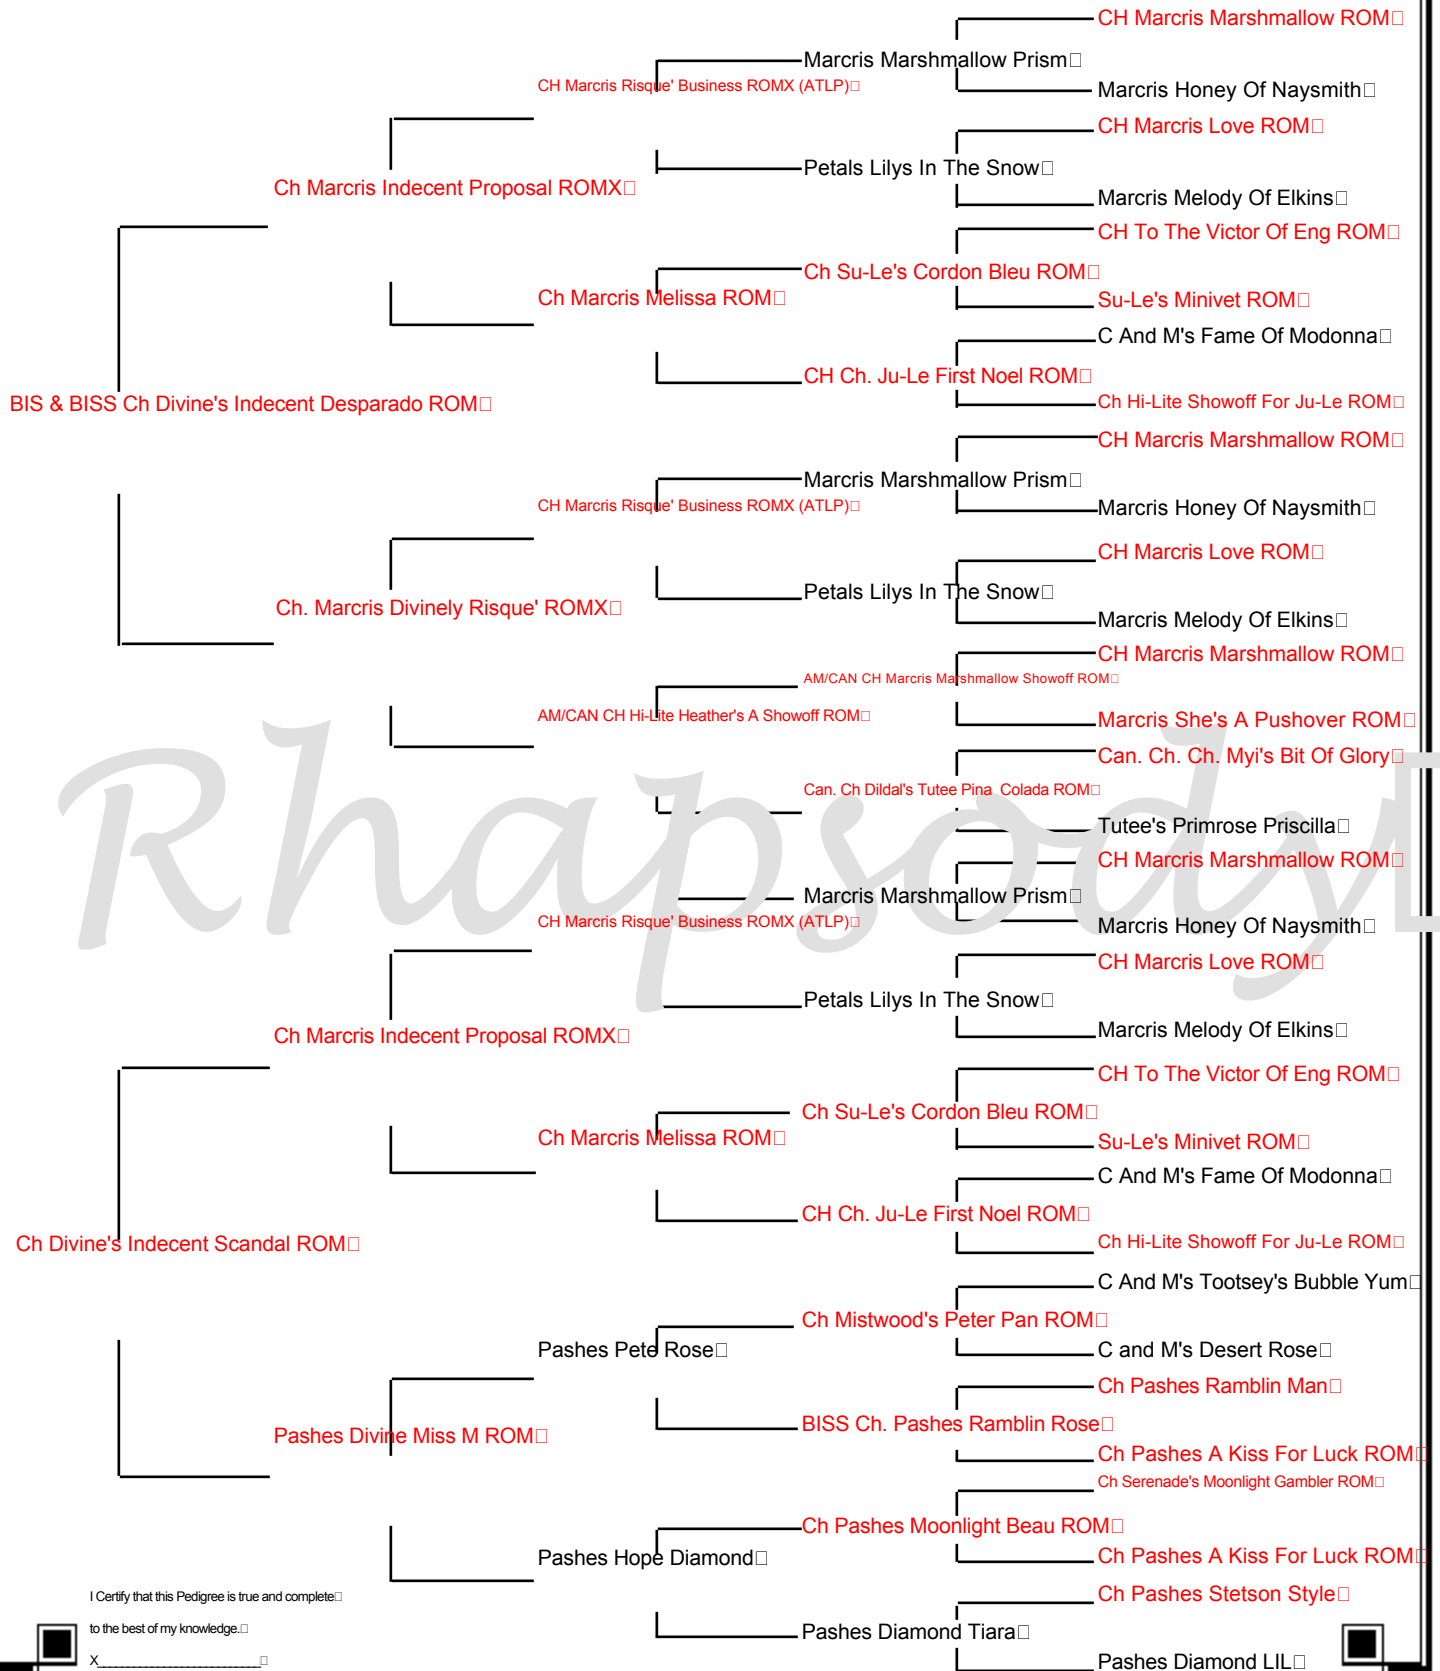 CH Marcris Marshmallow ROM
Marcris Marshmallow Prism
CH Marcris Risque' Business ROMX (ATLP)
Marcris Honey Of Naysmith
CH Marcris Love ROM
Petals Lilys In The Snow
Ch Marcris Indecent Proposal ROMX
Marcris Melody Of Elkins
CH To The Victor Of Eng ROM
Ch Su-Le's Cordon Bleu ROM
Ch Marcris Melissa ROM
Su-Le's Minivet ROM
C And M's Fame Of Modonna
CH Ch. Ju-Le First Noel ROM
BIS & BISS Ch Divine's Indecent Desparado ROM
Ch Hi-Lite Showoff For Ju-Le ROM
CH Marcris Marshmallow ROM
Marcris Marshmallow Prism
CH Marcris Risque' Business ROMX (ATLP)
Marcris Honey Of Naysmith
CH Marcris Love ROM
Petals Lilys In The Snow
Ch. Marcris Divinely Risque' ROMX
Marcris Melody Of Elkins
CH Marcris Marshmallow ROM
AM/CAN CH Marcris Marshmallow Showoff ROM
AM/CAN CH Hi-Lite Heather's A Showoff ROM
Marcris She's A Pushover ROM
Can. Ch. Ch. Myi's Bit Of Glory
Can. Ch Dildal's Tutee Pina Colada ROM
Tutee's Primrose Priscilla
Rhapsody
CH Marcris Marshmallow ROM
Marcris Marshmallow Prism
CH Marcris Risque' Business ROMX (ATLP)
Marcris Honey Of Naysmith
CH Marcris Love ROM
Petals Lilys In The Snow
Ch Marcris Indecent Proposal ROMX
Marcris Melody Of Elkins
CH To The Victor Of Eng ROM
Ch Su-Le's Cordon Bleu ROM
Ch Marcris Melissa ROM
Su-Le's Minivet ROM
C And M's Fame Of Modonna
CH Ch. Ju-Le First Noel ROM
Ch Divine's Indecent Scandal ROM
Ch Hi-Lite Showoff For Ju-Le ROM
C And M's Tootsey's Bubble Yum
Ch Mistwood's Peter Pan ROM
Pashes Pete Rose
C and M's Desert Rose
Ch Pashes Ramblin Man
BISS Ch. Pashes Ramblin Rose
Pashes Divine Miss M ROM
Ch Pashes A Kiss For Luck ROM
Ch Serenade's Moonlight Gambler ROM
Ch Pashes Moonlight Beau ROM
Pashes Hope Diamond
Ch Pashes A Kiss For Luck ROM
Ch Pashes Stetson Style
Pashes Diamond Tiara
Pashes Diamond LIL
I Certify that this Pedigree is true and complete
to the best of my knowledge.
X___________________________